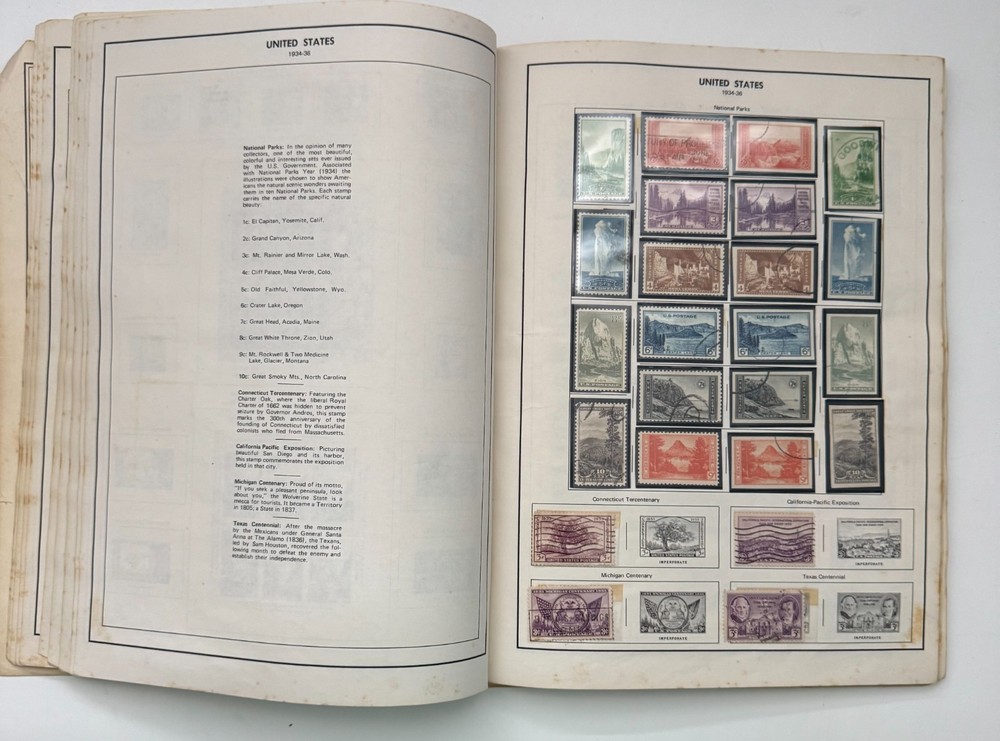 UNITED STATES
1934-36
National Parks: In the opinion of many
collectors, one of the most beautiful,
colorful and interesting sets ever issued
by the U.S. Government. Associated
with National Parks Year (1934) the
illustrations were chosen to show Amer-
icans the natural scenic wonders awaiting
them in ten National Parks. Each stamp
carries the name of the specific natural
beauty:
1c: El Capitan, Yosemite, Calif.
2c: Grand Canyon, Arizona
3c: Mt. Rainier and Mirror Lake, Wash.
4c: Cliff Palace, Mesa Verde, Colo.
5c: Old Faithful, Yellowstone, Wyo.
6c: Crater Lake, Oregon
7c: Great Head, Acadia, Maine
8c: Great White Throne, Zion, Utah
9c: Mt. Rockwell & Two Medicine
Lake, Glacier, Montana
10c: Great Smoky Mts., North Carolina
Connecticut Tercentenary: Featuring the
Charter Oak, where the liberal Royal
Charter of 1662 was hidden to prevent
seizure by Governor Andros, this stamp
marks the 300th anniversary of the
founding of Connecticut by dissatisfied
colonists who fled from Massachusetts.
California Pacific Exposition: Picturing
beautiful San Diego and its harbor,
this stamp commemorates the exposition
held in that city.
Michigan Centenary: Proud of its motto,
"If you seek a pleasant peninsula, look
about you," the Wolverine State is a
mecca for tourists. It became a Territory
in 1805; a State in 1837.
Texas Centennial: After the massacre
by the Mexicans under General Santa
Anna at The Alamo (1836), the Texans,
led by Sam Houston, recovered the fol-
lowing month to defeat the enemy and
establish their independence.
UNITED STATES
1934-36
National Parks
3
4
4
U.S. POSTAGE
U.S. POSTAGE
6
6
10
10
Connecticut Tercentenary
California-Pacific Exposition
UNITED STATES POSTAGE
IMPERFORATE
IMPERFORATE
Michigan Centenary
Texas Centennial
IMPERFORATE
IMPERFORATE